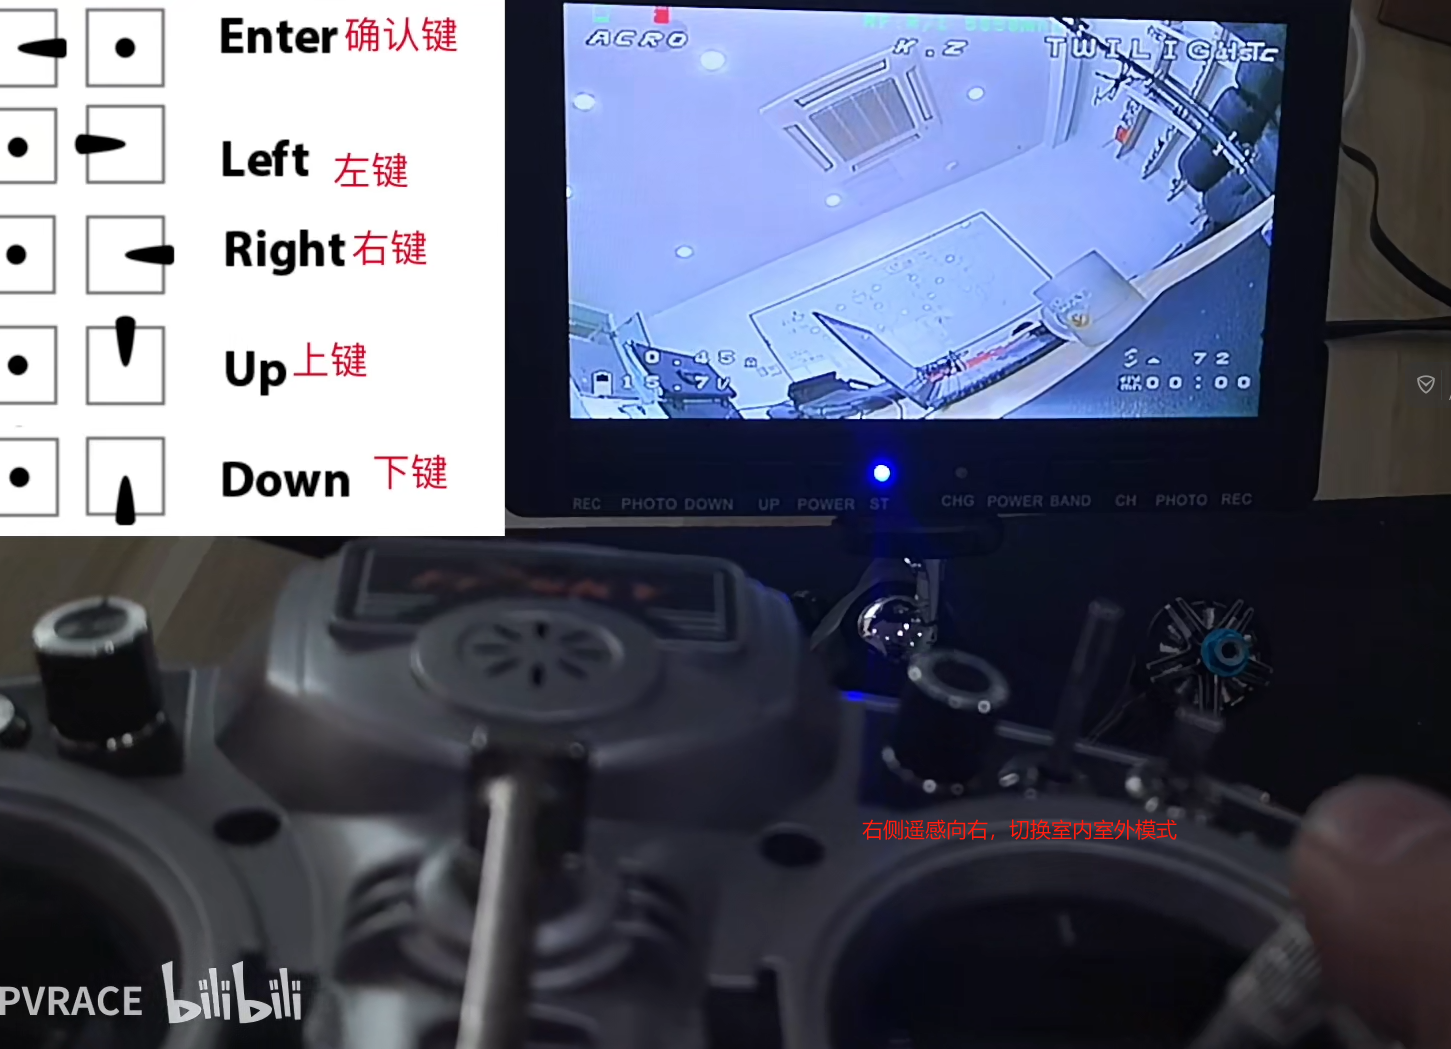 Enter 确认键
Left 左键
Right 右键
Up 上键
Down 下键
ACRO
K.Z
TWILIGHT
0.45
15.7V
72
00:00
REC PHOTO DOWN UP POWER ST CHG POWER BAND CH PHOTO REC
右侧遥感向右，切换室内室外模式
PVRACE bilibili